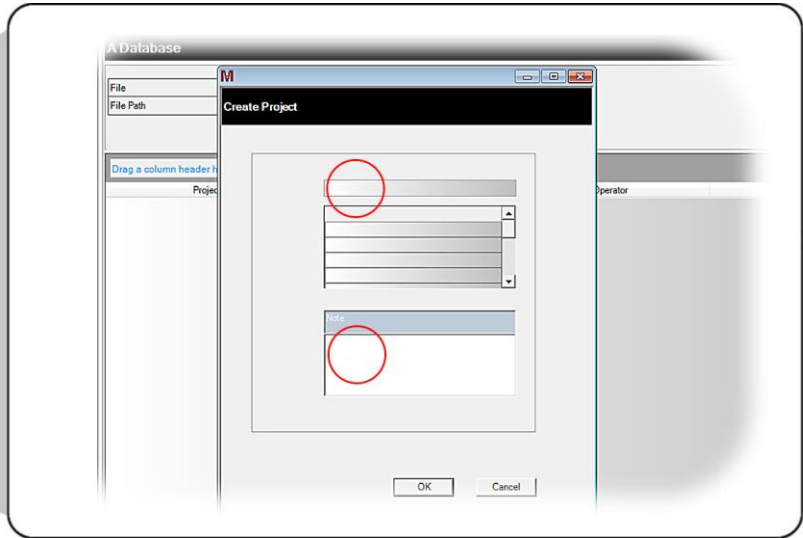 A Database
M
File
File Path
Create Project
Drag a column header h
Projec
Operator
Note
OK
Cancel